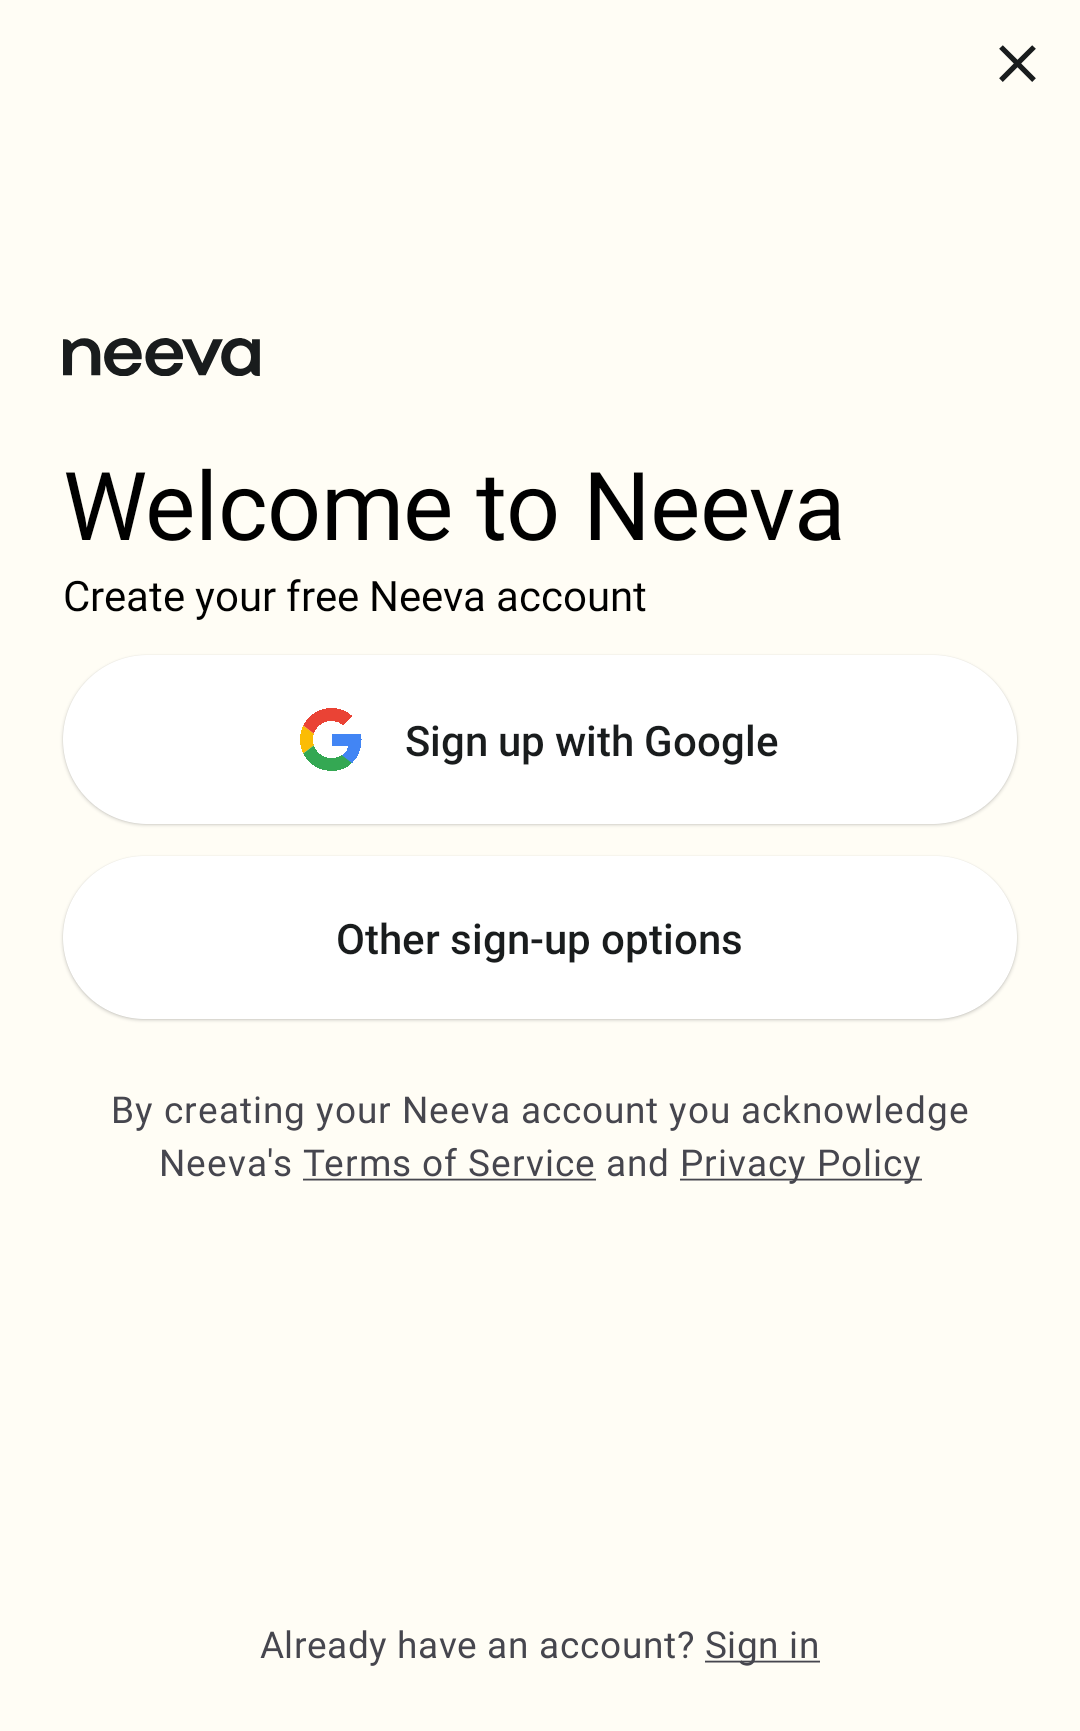 neeva
Welcome to Neeva
Create your free Neeva account
Sign up with Google
Other sign-up options
By creating your Neeva account you acknowledge
Neeva's Terms of Service and Privacy Policy
Already have an account? Sign in